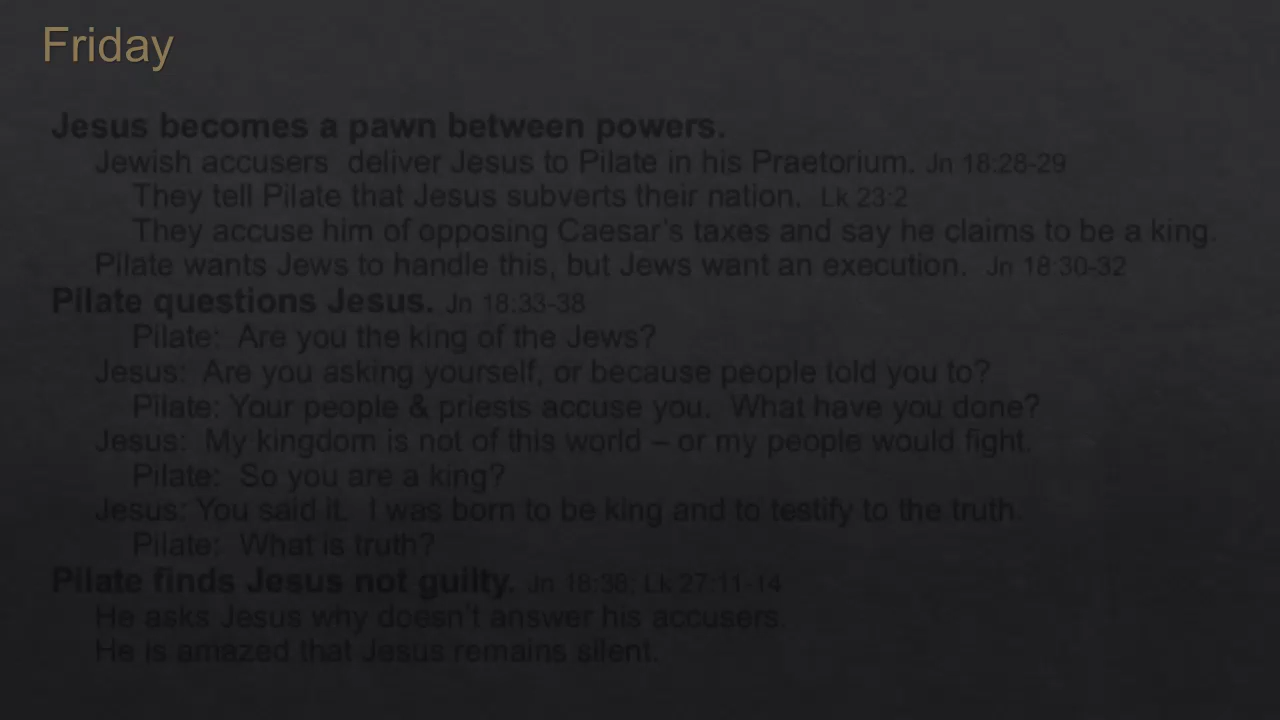 Friday
Jesus becomes a pawn between powers.
Jewish accusers deliver Jesus to Pilate in his Praetorium. Jn 18:28-29
They tell Pilate that Jesus subverts their nation. Lk 23:2
They accuse him of opposing Caesar's taxes and say he claims to be a king.
Pilate wants Jews to handle this, but Jews want an execution. Jn 18:30-32
Pilate questions Jesus. Jn 18:33-38
Pilate: Are you the king of the Jews?
Jesus: Are you asking yourself, or because people told you to?
Pilate: Your people & priests accuse you. What have you done?
Jesus: My kingdom is not of this world – or my people would fight.
Pilate: So you are a king?
Jesus: You said it. I was born to be king and to testify to the truth.
Pilate: What is truth?
Pilate finds Jesus not guilty. Jn 18:38; Lk 27:11-14
He asks Jesus why doesn't answer his accusers.
He is amazed that Jesus remains silent.